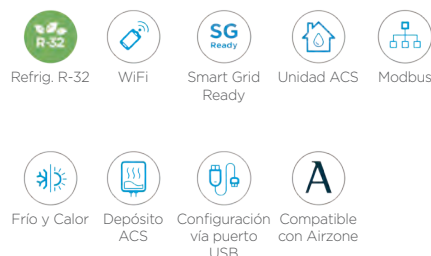 R-32
SG
Ready
Refrig. R-32
WiFi
Smart Grid
Ready
Unidad ACS
Modbus
A
Frío y Calor
Depósito
ACS
Configuración
vía puerto
USB
Compatible
con Airzone